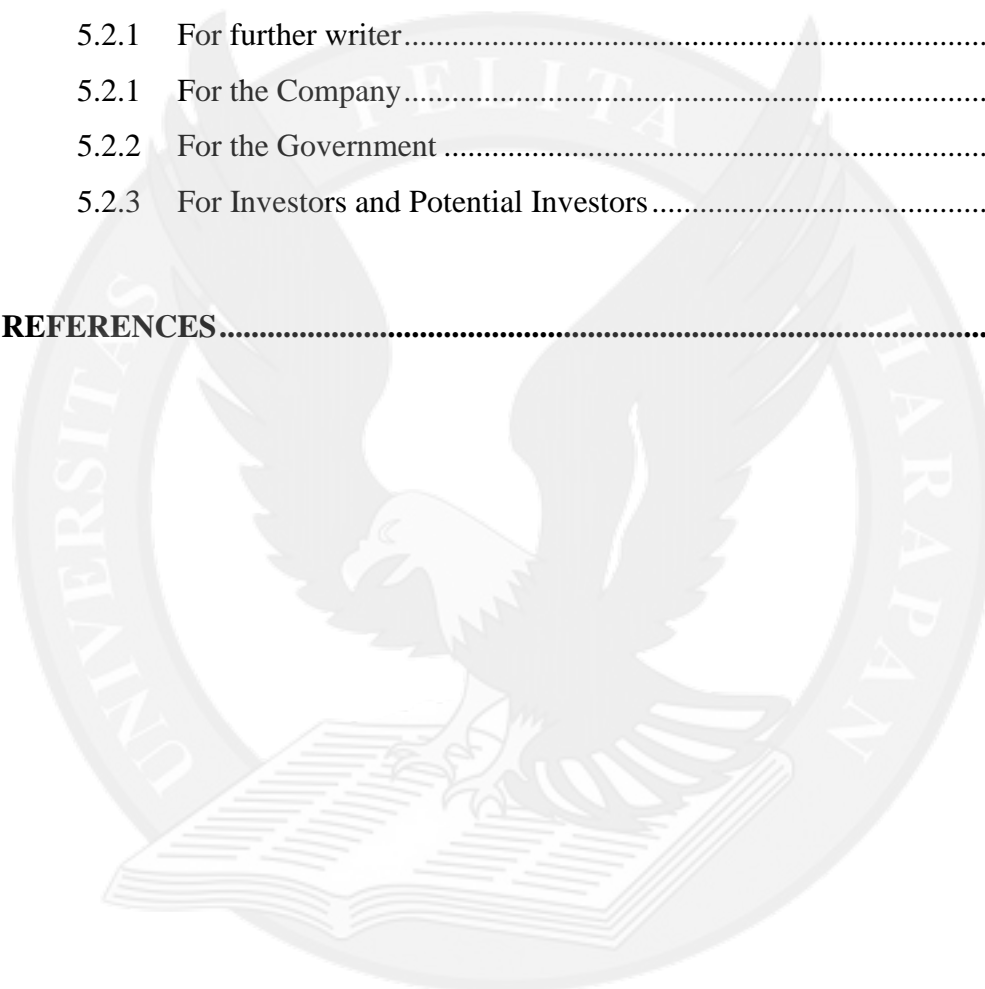 5.2.1 For further writer........................................................................
5.2.1 For the Company........................................................................
5.2.2 For the Government ...................................................................
5.2.3 For Investors and Potential Investors..........................................
REFERENCES....................................................................................
UNIVERSITAS PELITA HARAPAN